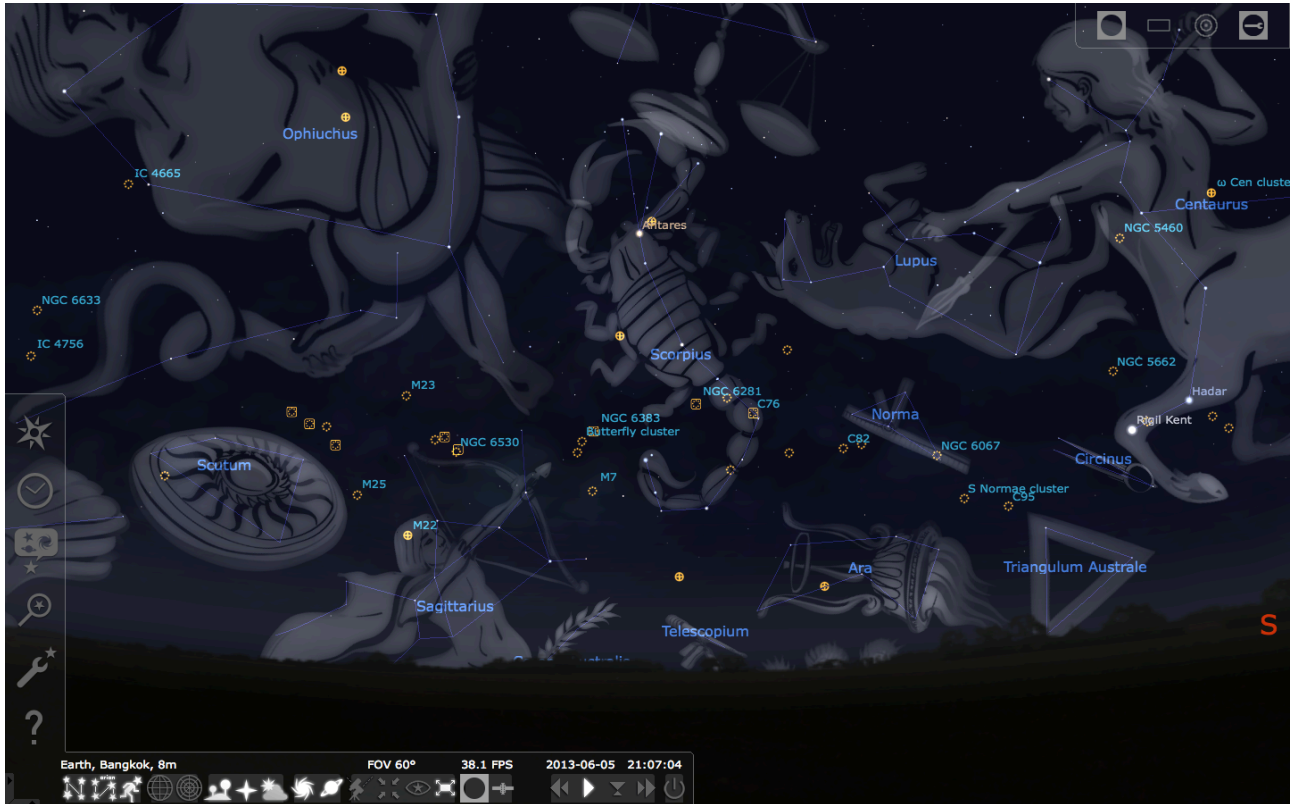 Ophiuchus
IC 4665
ω Cen cluste
Centaurus
Antares
NGC 5460
Lupus
NGC 6633
IC 4756
Scorpius
NGC 5662
M23
NGC 6281
Hadar
C76
Norma
NGC 6383
Rigil Kent
Butterfly cluster
C82
NGC 6530
NGC 6067
Circinus
Scutum
M25
M7
S Normae cluster
C95
M22
Ara
Triangulum Australe
Sagittarius
Telescopium
S
Earth, Bangkok, 8m FOV 60° 38.1 FPS 2013-06-05 21:07:04